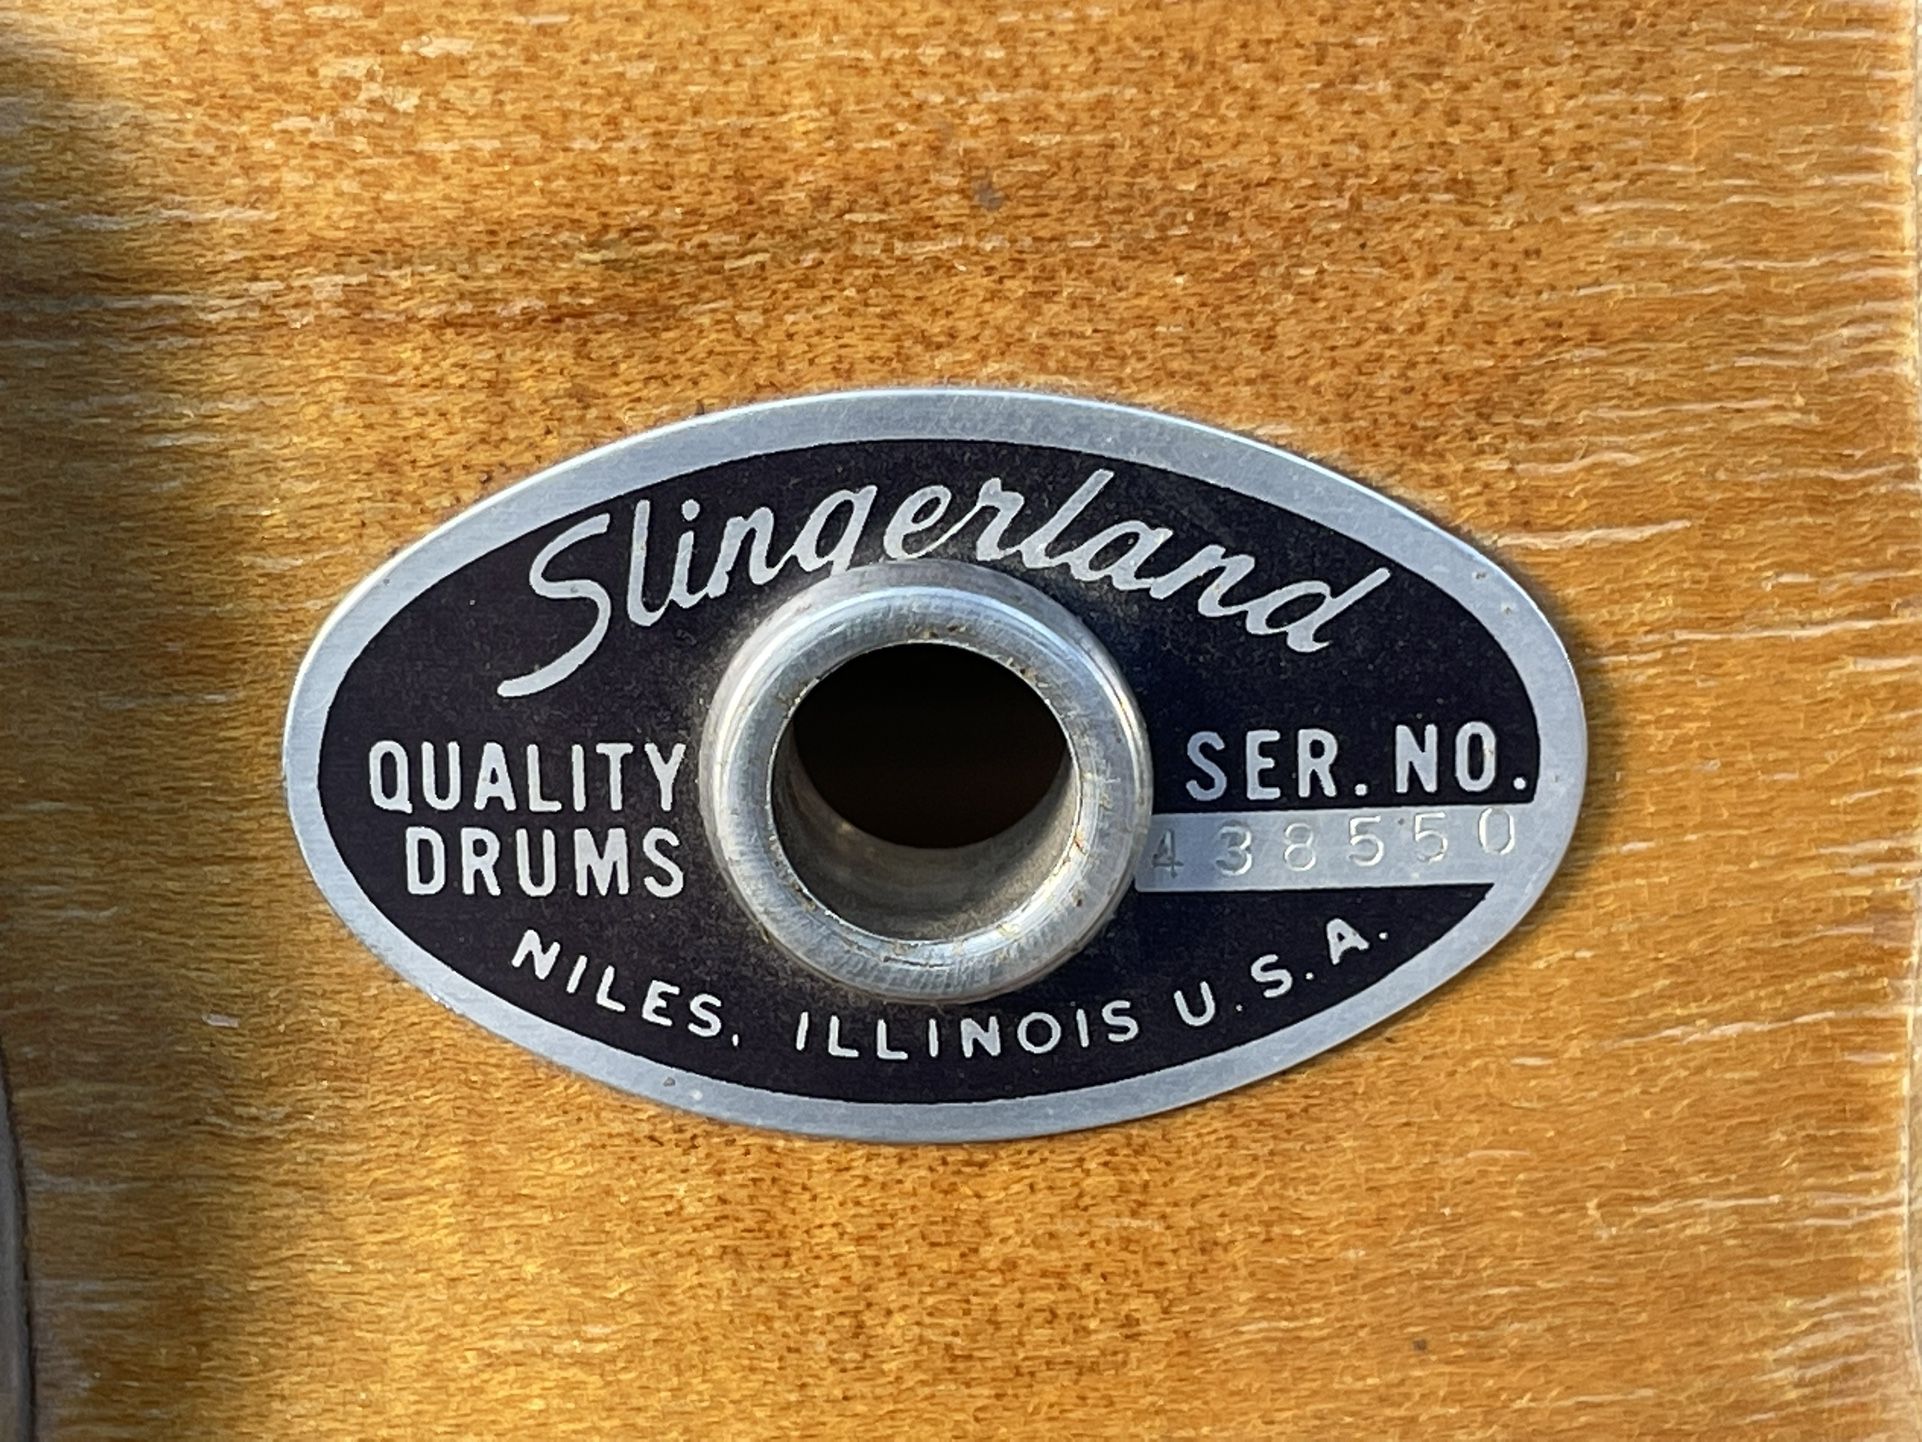 Slingerland
QUALITY
DRUMS
SER. NO.
438550
NILES, ILLINOIS U.S.A.